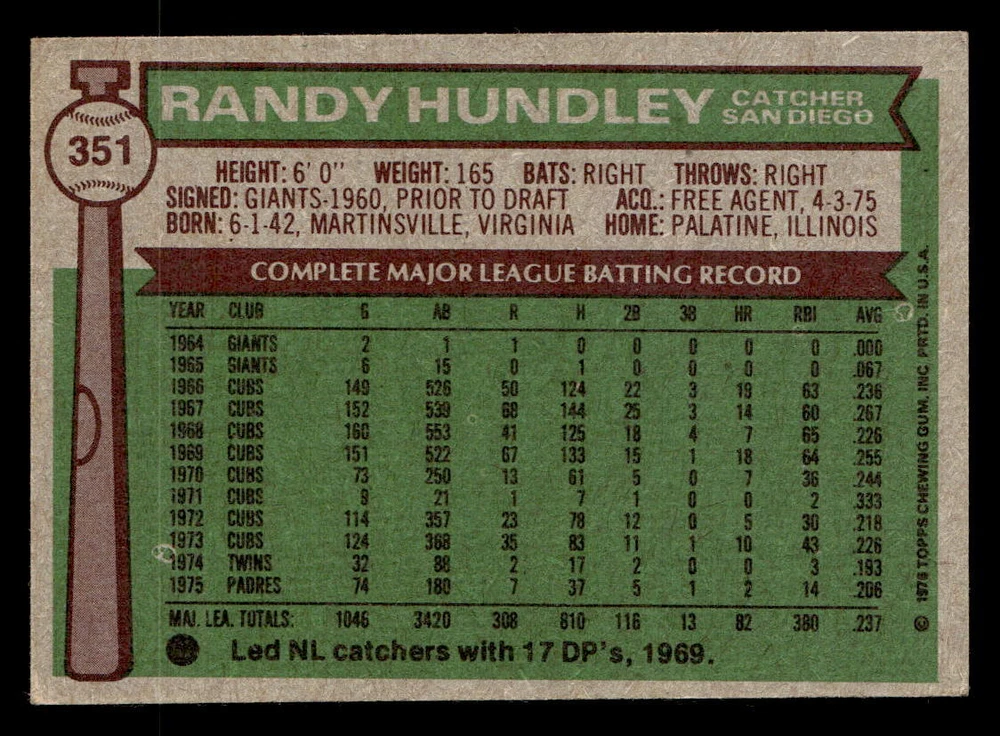 RANDY HUNDLEY CATCHER
SAN DIEGO
351
HEIGHT: 6' 0" WEIGHT: 165 BATS: RIGHT THROWS: RIGHT
SIGNED: GIANTS-1960, PRIOR TO DRAFT ACQ.: FREE AGENT, 4-3-75
BORN: 6-1-42, MARTINSVILLE, VIRGINIA HOME: PALATINE, ILLINOIS
COMPLETE MAJOR LEAGUE BATTING RECORD
YEAR CLUB G AB R H 2B 3B HR RBI AVG
1964 GIANTS 2 1 1 0 0 0 0 0 .000
1965 GIANTS 6 15 0 1 0 0 0 0 .067
1966 CUBS 149 526 50 124 22 3 19 63 .236
1967 CUBS 152 539 68 144 25 3 14 60 .267
1968 CUBS 160 553 41 125 18 4 7 65 .226
1969 CUBS 151 522 67 133 15 1 18 64 .255
1970 CUBS 73 250 13 61 5 0 7 36 .244
1971 CUBS 9 21 1 7 1 0 0 2 .333
1972 CUBS 114 357 23 78 12 0 5 30 .218
1973 CUBS 124 368 35 83 11 1 10 43 .226
1974 TWINS 32 88 2 17 2 0 0 3 .193
1975 PADRES 74 180 7 37 5 1 2 14 .206
MAJ. LEA. TOTALS: 1046 3420 308 810 116 13 82 380 .237
Led NL catchers with 17 DP's, 1969.
© 1976 TOPPS CHEWING GUM, INC PRTD. IN U.S.A.